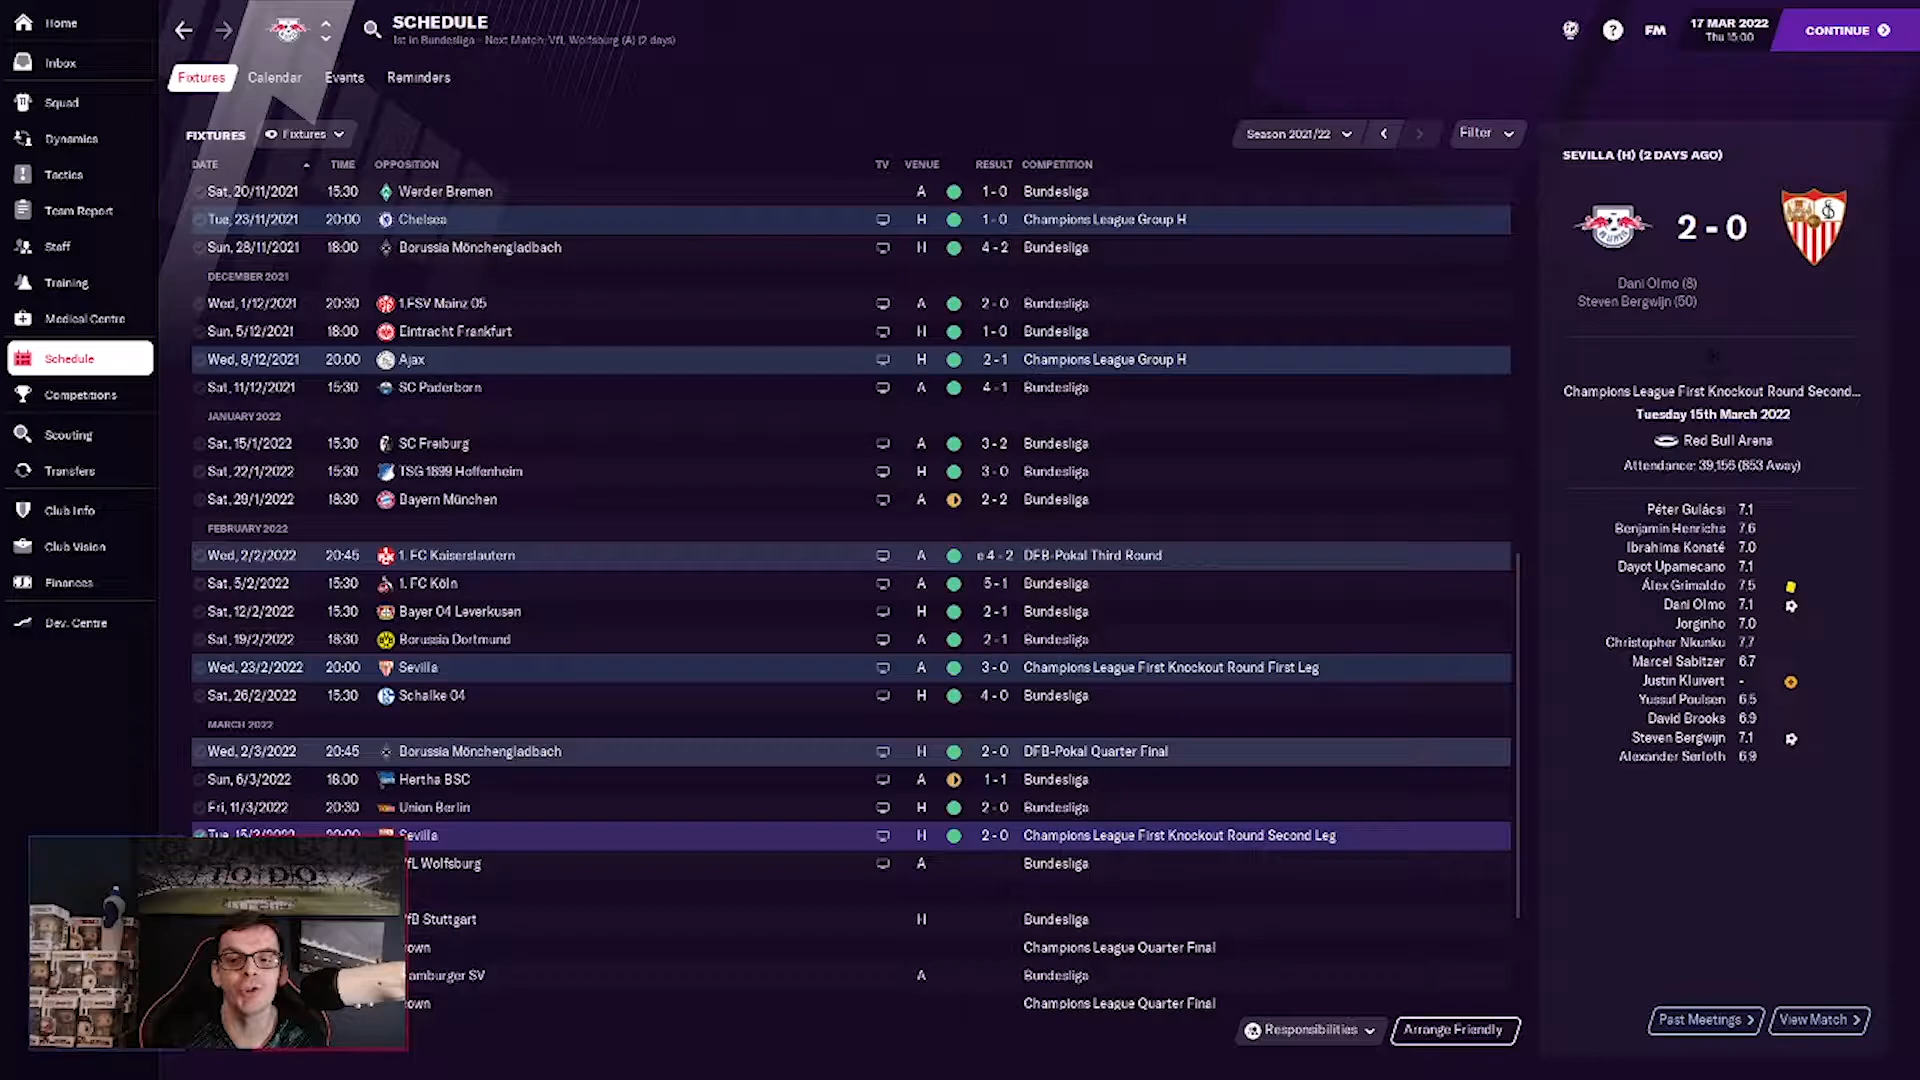 Home
Inbox
Squad
Dynamics
Tactics
Team Report
Staff
Training
Medical Centre
Schedule
Competitions
Scouting
Transfers
Club Info
Club Vision
Finances
Dev. Centre
SCHEDULE
1st in Bundesliga - Next Match: VfL Wolfsburg (A) (2 days)
FM
17 MAR 2022
Thu 15:00
CONTINUE
Fixtures Calendar Events Reminders
FIXTURES Fixtures Season 2021/22 Filter
DATE TIME OPPOSITION TV VENUE RESULT COMPETITION
Sat, 20/11/2021 15:30 Werder Bremen A 1-0 Bundesliga
Tue, 23/11/2021 20:00 Chelsea H 1-0 Champions League Group H
Sun, 28/11/2021 18:00 Borussia Mönchengladbach H 4-2 Bundesliga
DECEMBER 2021
Wed, 1/12/2021 20:30 1.FSV Mainz 05 A 2-0 Bundesliga
Sun, 5/12/2021 18:00 Eintracht Frankfurt H 1-0 Bundesliga
Wed, 8/12/2021 20:00 Ajax H 2-1 Champions League Group H
Sat, 11/12/2021 15:30 SC Paderborn A 4-1 Bundesliga
JANUARY 2022
Sat, 15/1/2022 15:30 SC Freiburg A 3-2 Bundesliga
Sat, 22/1/2022 15:30 TSG 1899 Hoffenheim H 3-0 Bundesliga
Sat, 29/1/2022 18:30 Bayern München A 2-2 Bundesliga
FEBRUARY 2022
Wed, 2/2/2022 20:45 1. FC Kaiserslautern A e 4-2 DFB-Pokal Third Round
Sat, 5/2/2022 15:30 1. FC Köln A 5-1 Bundesliga
Sat, 12/2/2022 15:30 Bayer 04 Leverkusen H 2-1 Bundesliga
Sat, 19/2/2022 18:30 Borussia Dortmund A 2-1 Bundesliga
Wed, 23/2/2022 20:00 Sevilla A 3-0 Champions League First Knockout Round First Leg
Sat, 26/2/2022 15:30 Schalke 04 H 4-0 Bundesliga
MARCH 2022
Wed, 2/3/2022 20:45 Borussia Mönchengladbach H 2-0 DFB-Pokal Quarter Final
Sun, 6/3/2022 18:00 Hertha BSC A 1-1 Bundesliga
Fri, 11/3/2022 20:30 Union Berlin H 2-0 Bundesliga
Tue, 15/3/2022 20:00 Sevilla H 2-0 Champions League First Knockout Round Second Leg
fL Wolfsburg A Bundesliga
fB Stuttgart H Bundesliga
own Champions League Quarter Final
amburger SV A Bundesliga
own Champions League Quarter Final
TO DO
Responsibilities Arrange Friendly
SEVILLA (H) (2 DAYS AGO)
2 - 0
Dani Olmo (8)
Steven Bergwijn (50)
Champions League First Knockout Round Second...
Tuesday 15th March 2022
Red Bull Arena
Attendance: 39,156 (853 Away)
Péter Gulácsi 7.1
Benjamin Henrichs 7.6
Ibrahima Konaté 7.0
Dayot Upamecano 7.1
Álex Grimaldo 7.5
Dani Olmo 7.1
Jorginho 7.0
Christopher Nkunku 7.7
Marcel Sabitzer 6.7
Justin Kluivert -
Yussuf Poulsen 6.5
David Brooks 6.9
Steven Bergwijn 7.1
Alexander Sørloth 6.9
Past Meetings View Match